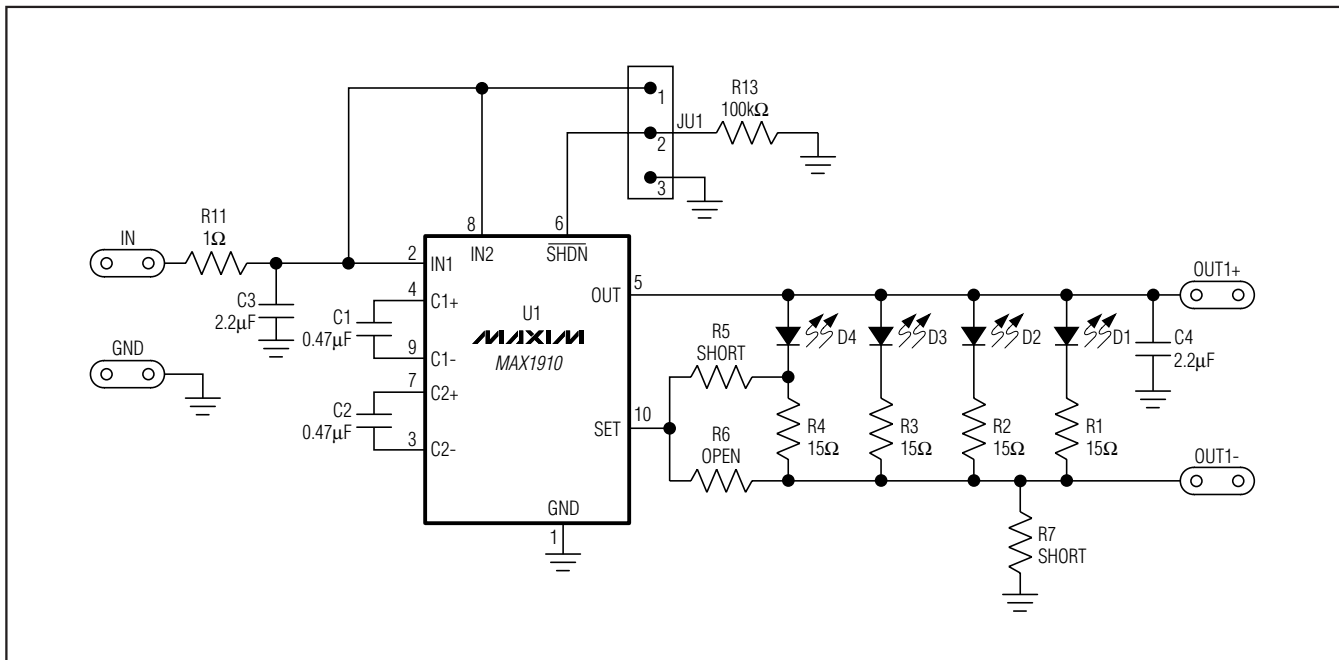 R13
100kΩ
1
JU1
2
3
R11
1Ω
8
6
IN
2
IN2
SHDN
IN1
OUT1+
4
C1+
OUT
5
C3
2.2μF
C1
0.47μF
U1
MAXIM
MAX1910
R5
SHORT
D4
D3
D2
D1
C4
2.2μF
9
C1-
GND
7
C2+
C2
0.47μF
3
C2-
SET
10
R6
OPEN
R4
15Ω
R3
15Ω
R2
15Ω
R1
15Ω
OUT1-
GND
1
R7
SHORT